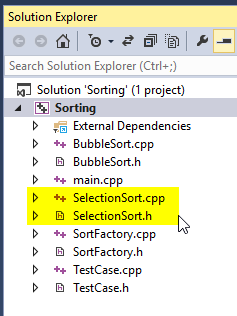 Solution Explorer
Search Solution Explorer (Ctrl+;)
Solution 'Sorting' (1 project)
Sorting
External Dependencies
BubbleSort.cpp
BubbleSort.h
main.cpp
SelectionSort.cpp
SelectionSort.h
SortFactory.cpp
SortFactory.h
TestCase.cpp
TestCase.h